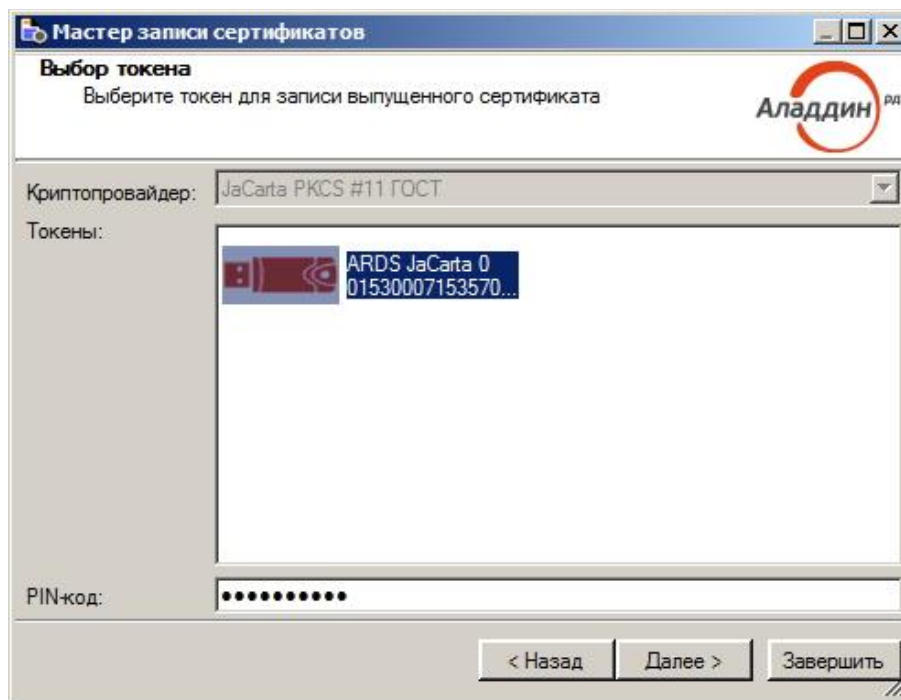 Мастер записи сертификатов
Выбор токена
Выберите токен для записи выпущенного сертификата
Аладдин РД
Криптопровайдер:
JaCarta PKCS #11 ГОСТ
Токены:
ARDS JaCarta 0
01530007153570...
PIN-код:
••••••••••
< Назад
Далее >
Завершить